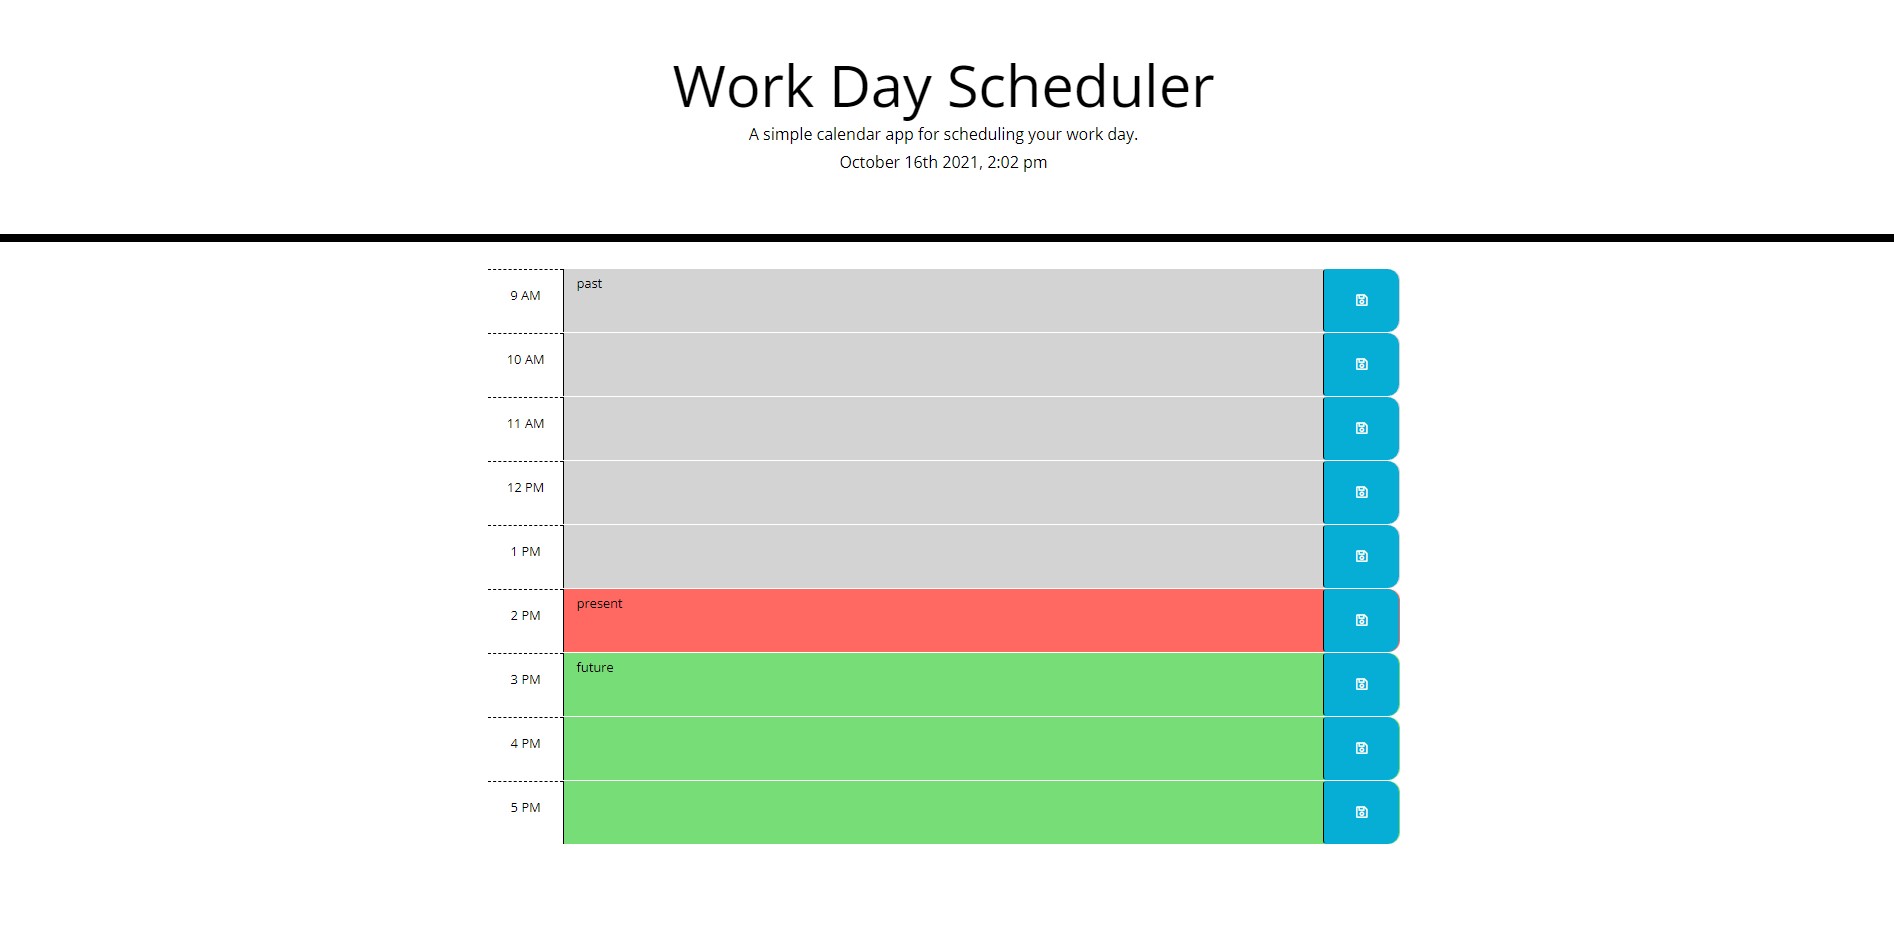 Work Day Scheduler
A simple calendar app for scheduling your work day.
October 16th 2021, 2:02 pm
9 AM past
10 AM
11 AM
12 PM
1 PM
2 PM present
3 PM future
4 PM
5 PM